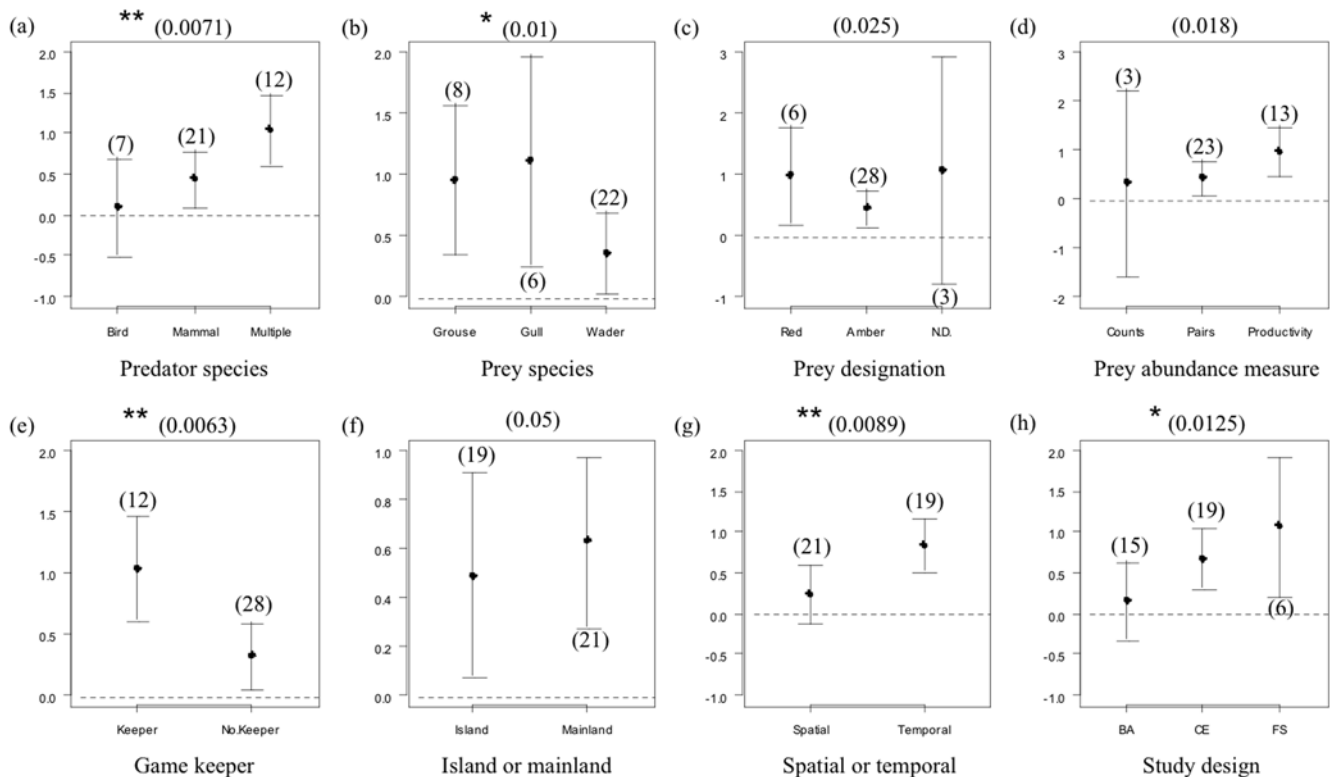 (a) ** (0.0071)
2.0
1.5
1.0
0.5
0.0
-0.5
-1.0
(7)
(21)
(12)
Bird Mammal Multiple
Predator species
(b) * (0.01)
2.0
1.5
1.0
0.5
0.0
(8)
(6)
(22)
Grouse Gull Wader
Prey species
(c) (0.025)
3
2
1
0
-1
(6)
(28)
(3)
Red Amber N.D.
Prey designation
(d) (0.018)
3
2
1
0
-1
-2
(3)
(23)
(13)
Counts Pairs Productivity
Prey abundance measure
(e) ** (0.0063)
2.0
1.5
1.0
0.5
0.0
(12)
(28)
Keeper No.Keeper
Game keeper
(f) (0.05)
1.0
0.8
0.6
0.4
0.2
0.0
(19)
(21)
Island Mainland
Island or mainland
(g) ** (0.0089)
2.0
1.5
1.0
0.5
0.0
-0.5
-1.0
(21)
(19)
Spatial Temporal
Spatial or temporal
(h) * (0.0125)
2.0
1.5
1.0
0.5
0.0
-0.5
-1.0
(15)
(19)
(6)
BA CE FS
Study design